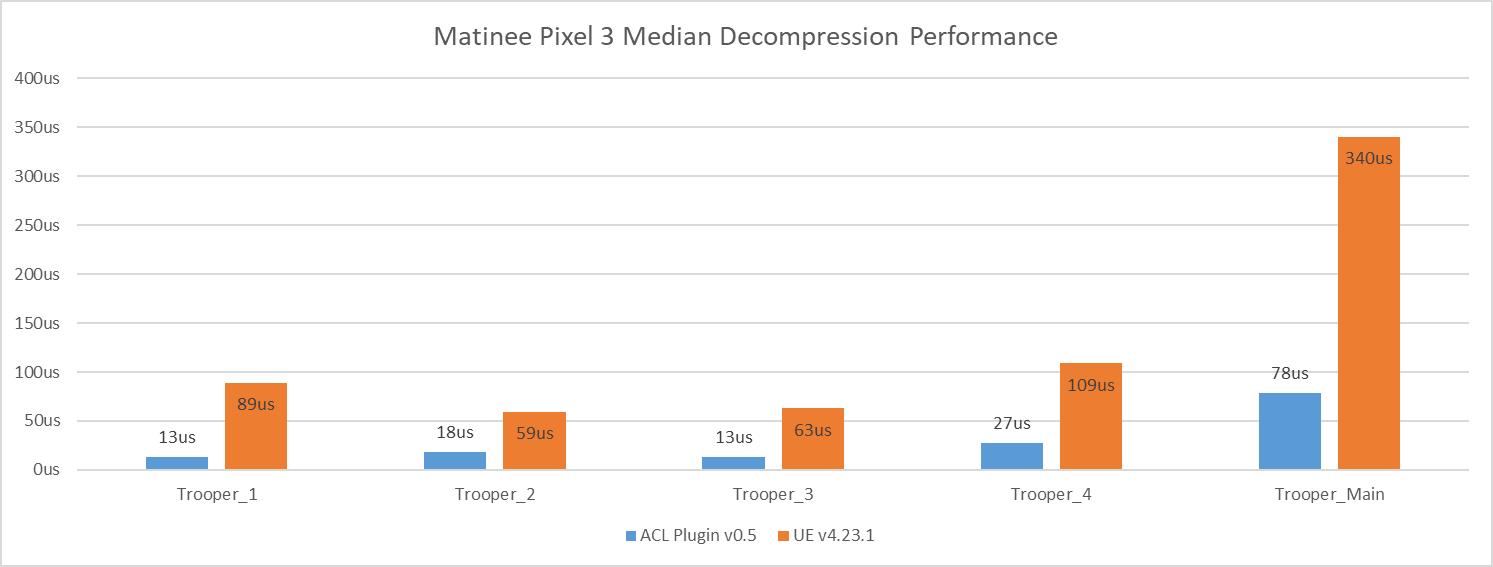 Matinee Pixel 3 Median Decompression Performance
400us
350us
300us
250us
200us
150us
100us
50us
0us
13us
89us
18us
59us
13us
63us
27us
109us
78us
340us
Trooper_1
Trooper_2
Trooper_3
Trooper_4
Trooper_Main
ACL Plugin v0.5
UE v4.23.1